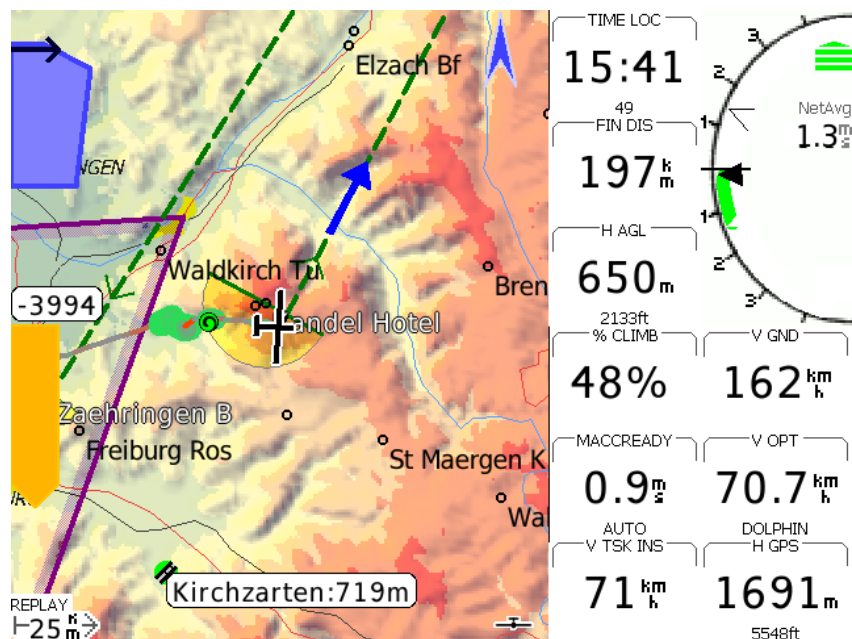 Elzach Bf
NGEN
Waldkirch Tu
-3994
andel Hotel
Bren
Zaehringen B
Freiburg Ros
St Maergen K
Wal
Kirchzarten:719m
REPLAY
25 km
TIME LOC
15:41
49
FIN DIS
197 km
H AGL
650 m
2133ft
% CLIMB
48%
V GND
162 km h
MACCREADY
0.9 m s
AUTO
V OPT
70.7 km h
DOLPHIN
V TSK INS
71 km h
H GPS
1691 m
5548ft
3
2
1
NetAvg
1.3 m s
1
2
3